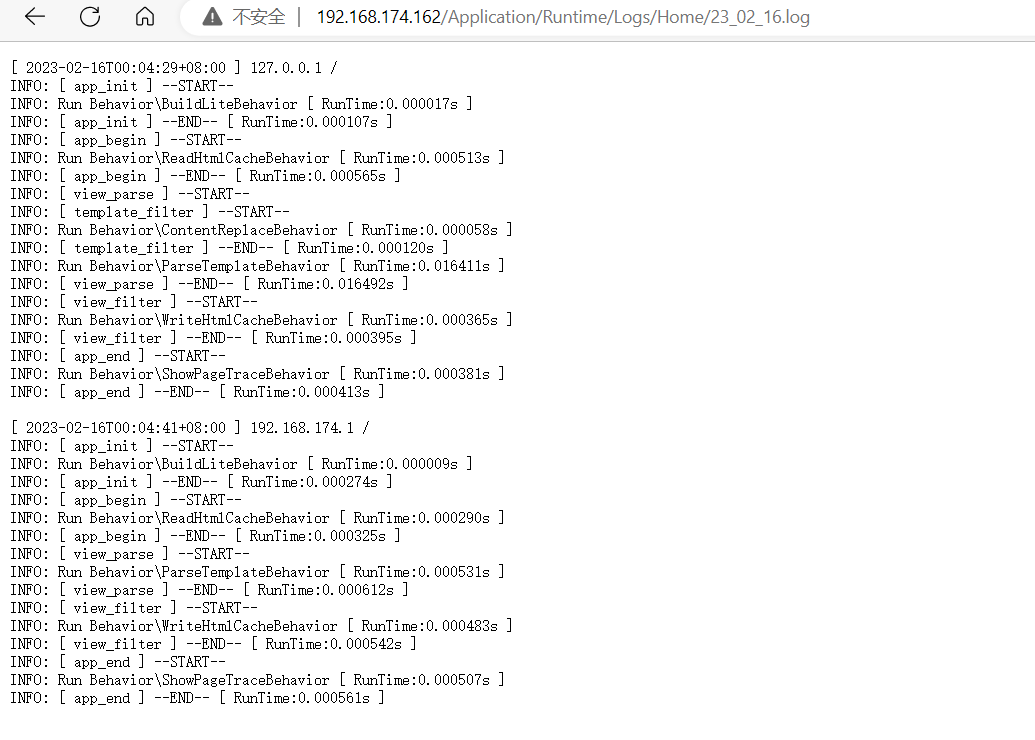 不安全 | 192.168.174.162/Application/Runtime/Logs/Home/23_02_16.log
[ 2023-02-16T00:04:29+08:00 ] 127.0.0.1 /
INFO: [ app_init ] --START--
INFO: Run Behavior\BuildLiteBehavior [ RunTime:0.000017s ]
INFO: [ app_init ] --END-- [ RunTime:0.000107s ]
INFO: [ app_begin ] --START--
INFO: Run Behavior\ReadHtmlCacheBehavior [ RunTime:0.000513s ]
INFO: [ app_begin ] --END-- [ RunTime:0.000565s ]
INFO: [ view_parse ] --START--
INFO: [ template_filter ] --START--
INFO: Run Behavior\ContentReplaceBehavior [ RunTime:0.000058s ]
INFO: [ template_filter ] --END-- [ RunTime:0.000120s ]
INFO: Run Behavior\ParseTemplateBehavior [ RunTime:0.016411s ]
INFO: [ view_parse ] --END-- [ RunTime:0.016492s ]
INFO: [ view_filter ] --START--
INFO: Run Behavior\WriteHtmlCacheBehavior [ RunTime:0.000365s ]
INFO: [ view_filter ] --END-- [ RunTime:0.000395s ]
INFO: [ app_end ] --START--
INFO: Run Behavior\ShowPageTraceBehavior [ RunTime:0.000381s ]
INFO: [ app_end ] --END-- [ RunTime:0.000413s ]
[ 2023-02-16T00:04:41+08:00 ] 192.168.174.1 /
INFO: [ app_init ] --START--
INFO: Run Behavior\BuildLiteBehavior [ RunTime:0.000009s ]
INFO: [ app_init ] --END-- [ RunTime:0.000274s ]
INFO: [ app_begin ] --START--
INFO: Run Behavior\ReadHtmlCacheBehavior [ RunTime:0.000290s ]
INFO: [ app_begin ] --END-- [ RunTime:0.000325s ]
INFO: [ view_parse ] --START--
INFO: Run Behavior\ParseTemplateBehavior [ RunTime:0.000531s ]
INFO: [ view_parse ] --END-- [ RunTime:0.000612s ]
INFO: [ view_filter ] --START--
INFO: Run Behavior\WriteHtmlCacheBehavior [ RunTime:0.000483s ]
INFO: [ view_filter ] --END-- [ RunTime:0.000542s ]
INFO: [ app_end ] --START--
INFO: Run Behavior\ShowPageTraceBehavior [ RunTime:0.000507s ]
INFO: [ app_end ] --END-- [ RunTime:0.000561s ]